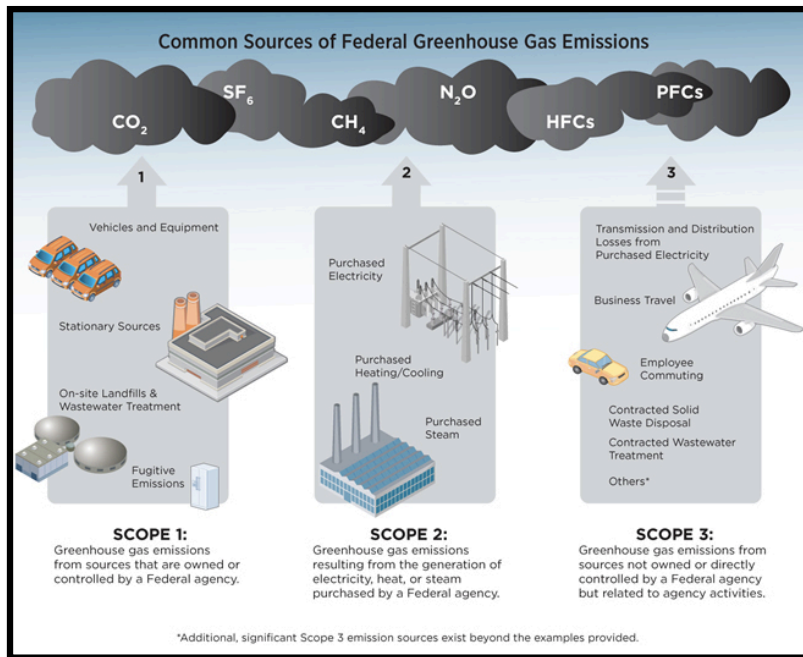 Common Sources of Federal Greenhouse Gas Emissions
CO₂
SF₆
CH₄
N₂O
HFCs
PFCs
1
Vehicles and Equipment
Stationary Sources
On-site Landfills &
Wastewater Treatment
Fugitive
Emissions
SCOPE 1:
Greenhouse gas emissions
from sources that are owned or
controlled by a Federal agency.
2
Purchased
Electricity
Purchased
Heating/Cooling
Purchased
Steam
SCOPE 2:
Greenhouse gas emissions
resulting from the generation of
electricity, heat, or steam
purchased by a Federal agency.
3
Transmission and Distribution
Losses from
Purchased Electricity
Business Travel
Employee
Commuting
Contracted Solid
Waste Disposal
Contracted Wastewater
Treatment
Others*
SCOPE 3:
Greenhouse gas emissions from
sources not owned or directly
controlled by a Federal agency
but related to agency activities.
*Additional, significant Scope 3 emission sources exist beyond the examples provided.